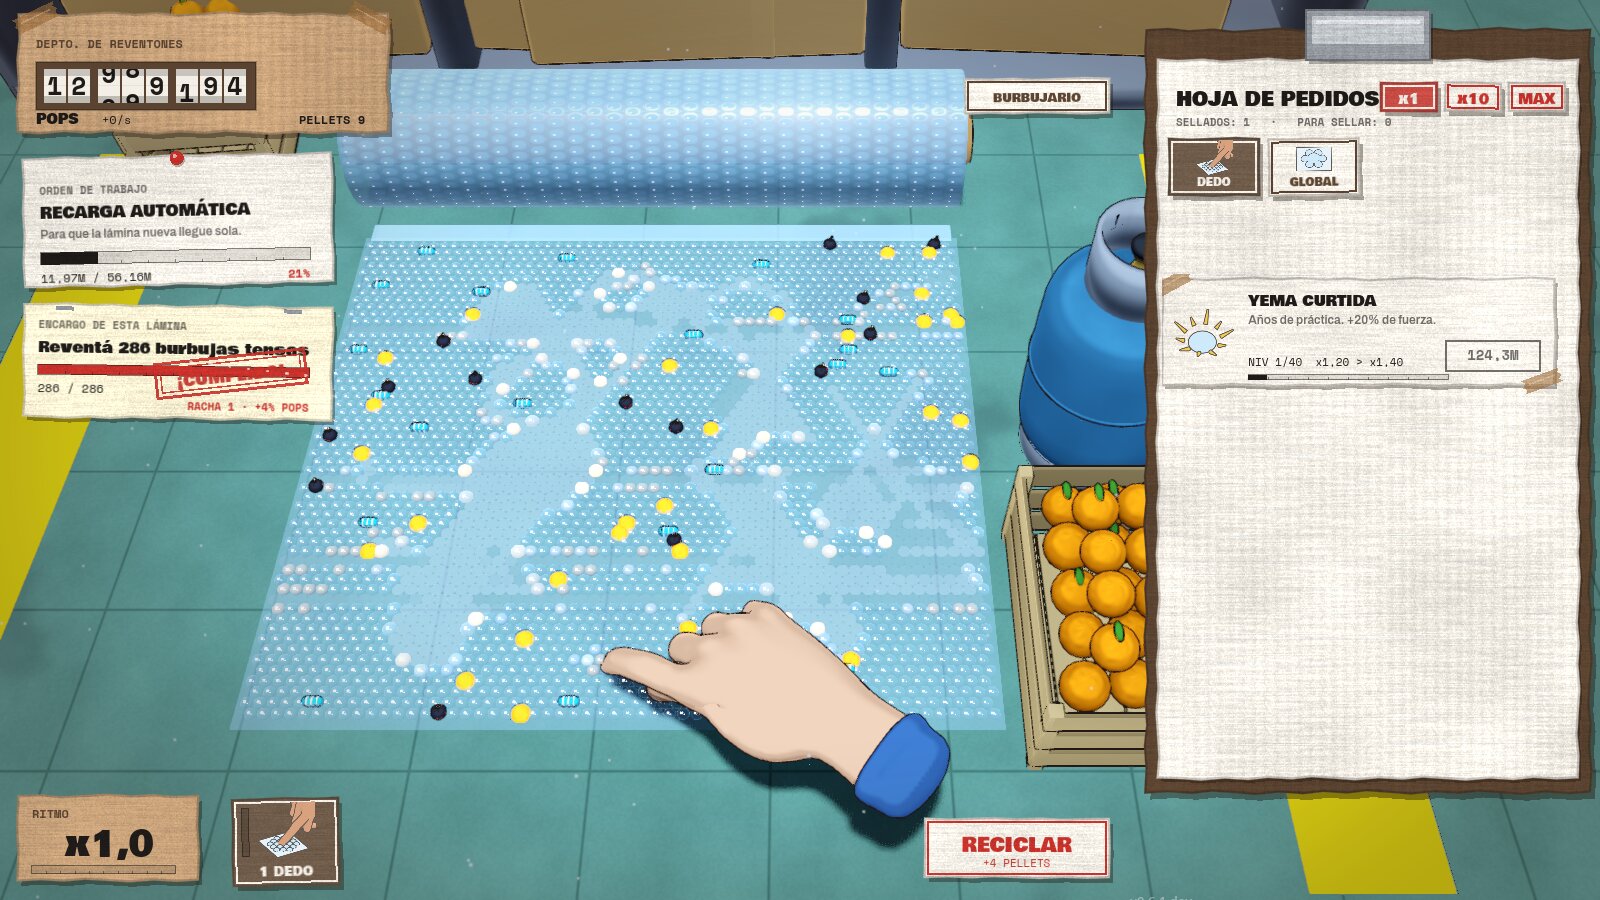 DEPTO. DE REVENTONES
POPS +0/s PELLETS 9
ORDEN DE TRABAJO
RECARGA AUTOMÁTICA
Para que la lámina nueva llegue sola.
11,97M / 56,16M 21%
ENCARGO DE ESTA LÁMINA
Reventá 286 burbujas tensas
286 / 286
RACHA 1 · +4% POPS
RITMO
x1,0
1 DEDO
BURBUJARIO
RECICLAR
+4 PELLETS
HOJA DE PEDIDOS x1 x10 MAX
SELLADOS: 1 · PARA SELLAR: 0
DEDO GLOBAL
YEMA CURTIDA
Años de práctica. +20% de fuerza.
NIV 1/40 x1,20 > x1,40
124,3M